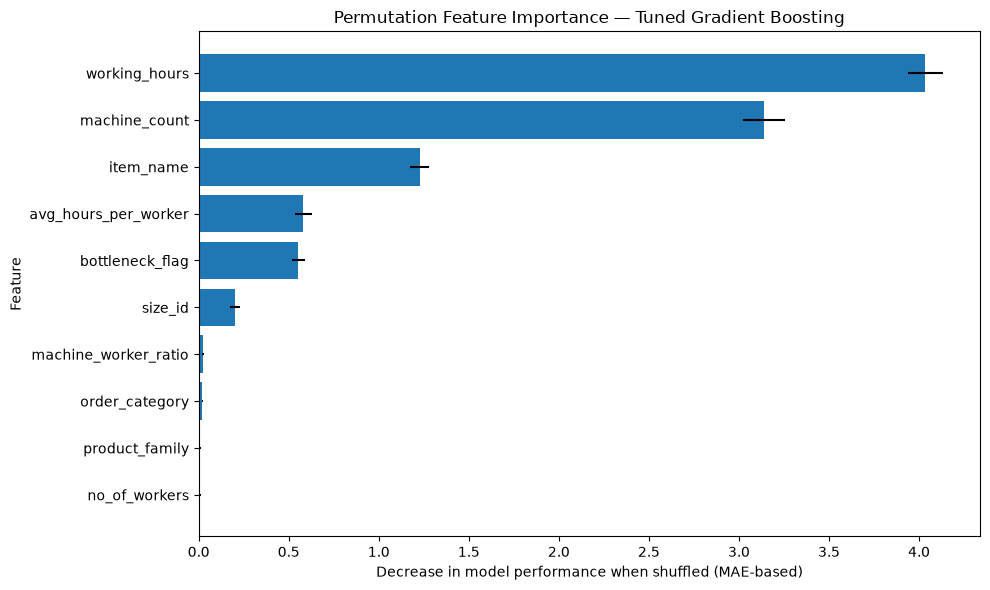 Permutation Feature Importance — Tuned Gradient Boosting
Feature
working_hours
machine_count
item_name
avg_hours_per_worker
bottleneck_flag
size_id
machine_worker_ratio
order_category
product_family
no_of_workers
0.0 0.5 1.0 1.5 2.0 2.5 3.0 3.5 4.0
Decrease in model performance when shuffled (MAE-based)